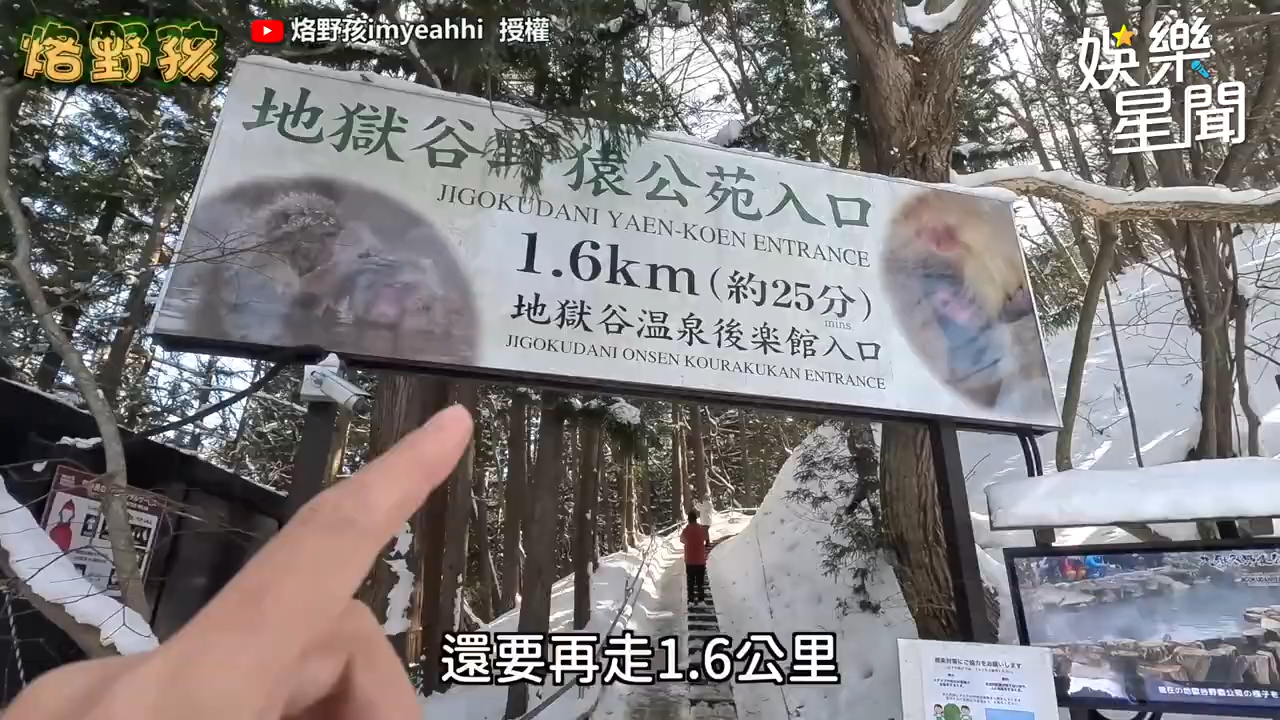 烙野孩
烙野孩imyeahhi 授權
娛樂
星聞
地獄谷野猿公苑入口
JIGOKUDANI YAEN-KOEN ENTRANCE
1.6km(約25分)
mins
地獄谷温泉後楽館入口
JIGOKUDANI ONSEN KOURAKUKAN ENTRANCE
還要再走1.6公里